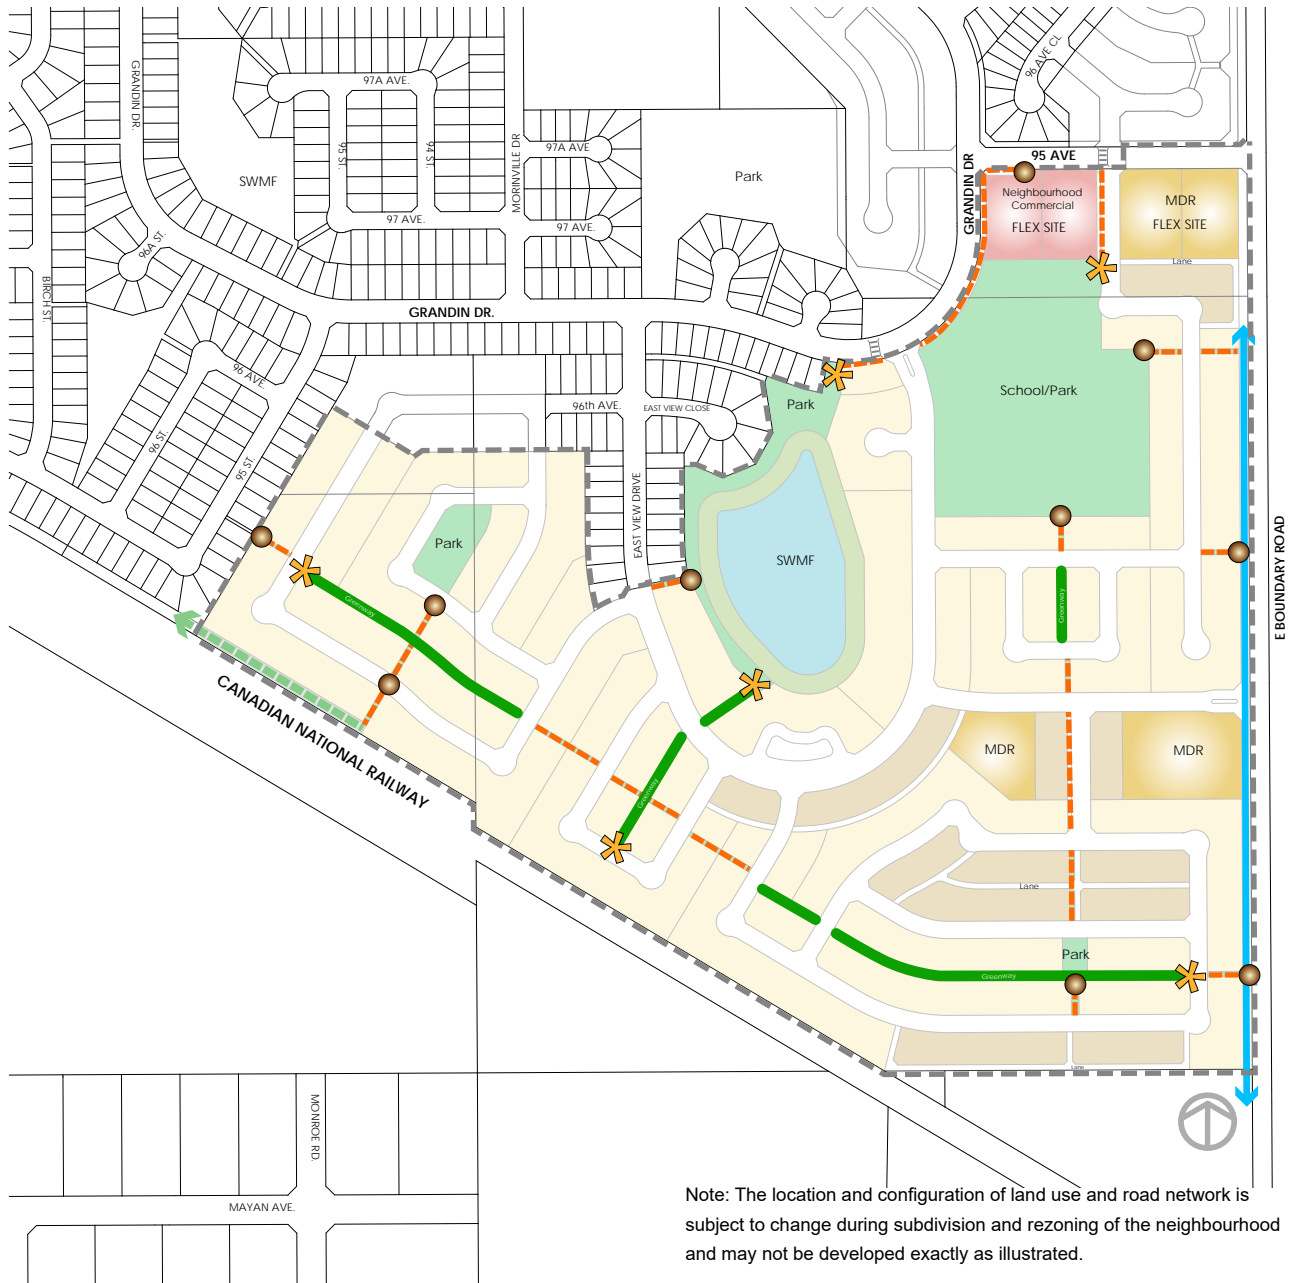 GRANDIN DR.
97A AVE.
96 AVE CL
95 ST.
94 ST.
MORINVILLE DR
97A AVE
95 AVE
GRANDIN DR
SWMF
Park
Neighbourhood
Commercial
FLEX SITE
MDR
FLEX SITE
97 AVE.
97 AVE.
96A ST.
Lane
BIRCH ST.
GRANDIN DR.
96 AVE.
96th AVE.
EAST VIEW CLOSE
Park
School/Park
96 ST.
95 ST.
EAST VIEW DRIVE
Park
SWMF
E BOUNDARY ROAD
Greenway
Greenway
CANADIAN NATIONAL RAILWAY
MDR
MDR
Greenway
Lane
Park
Greenway
Lane
MONROE RD.
MAYAN AVE.
Note: The location and configuration of land use and road network is
subject to change during subdivision and rezoning of the neighbourhood
and may not be developed exactly as illustrated.